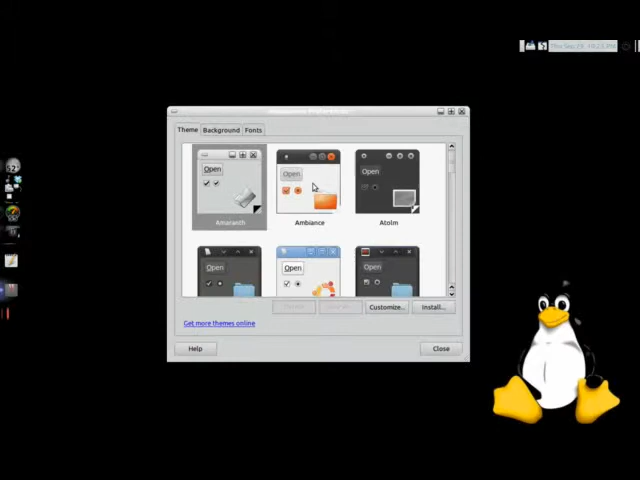 Theme Background Fonts
Open Open Open
Amaranth Ambiance Atolm
Open Open Open
Customize... Install...
Get more themes online
Help Close